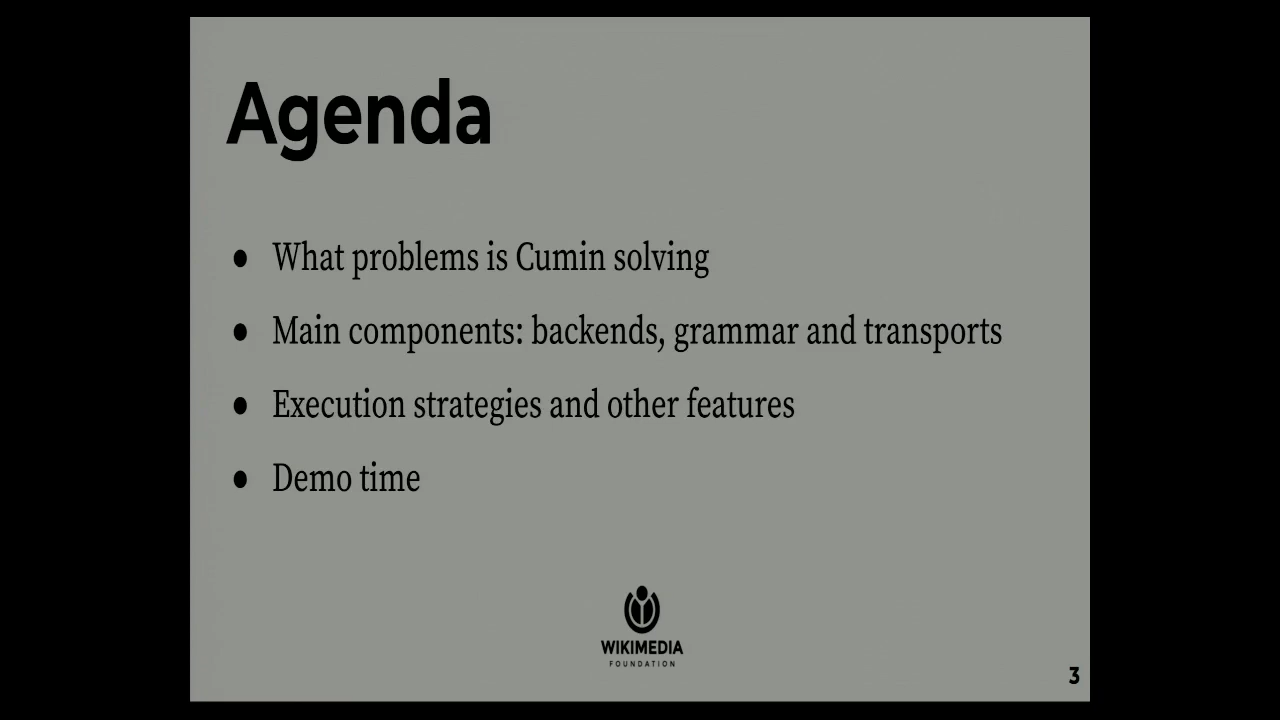 Agenda
● What problems is Cumin solving
● Main components: backends, grammar and transports
● Execution strategies and other features
● Demo time
WIKIMEDIA
FOUNDATION
3